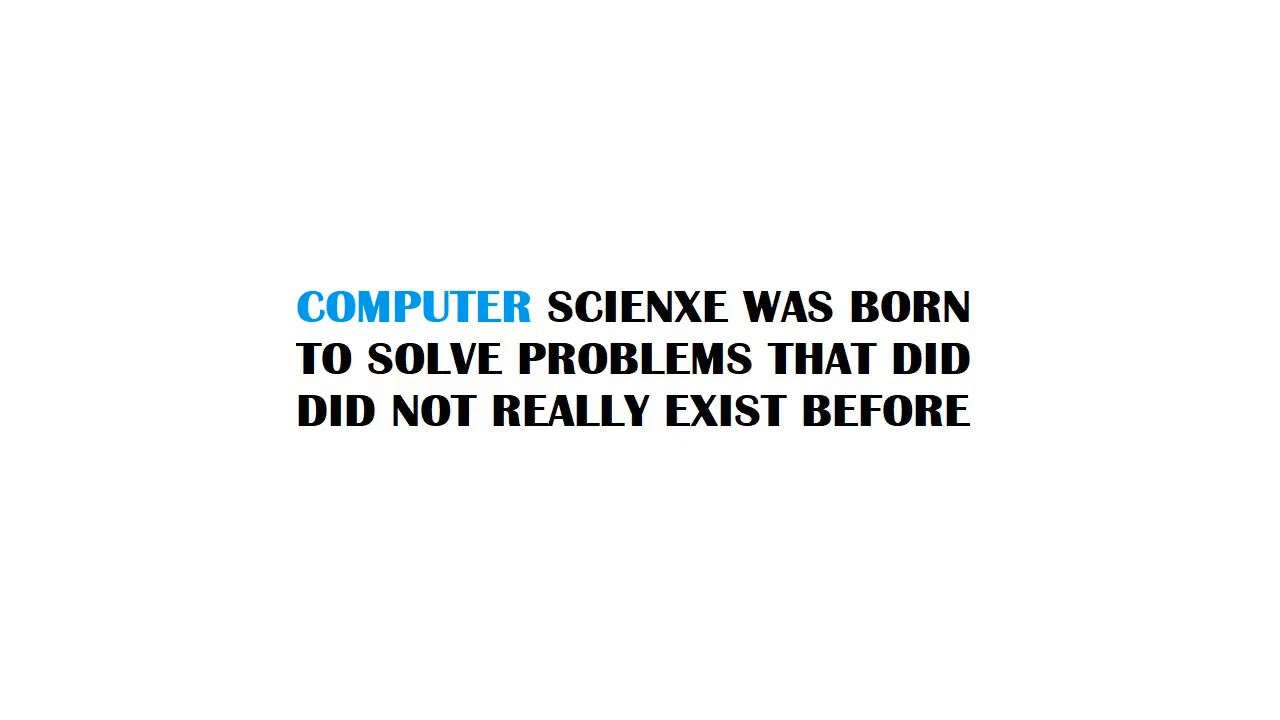 COMPUTER SCIENXE WAS BORN
TO SOLVE PROBLEMS THAT DID
DID NOT REALLY EXIST BEFORE